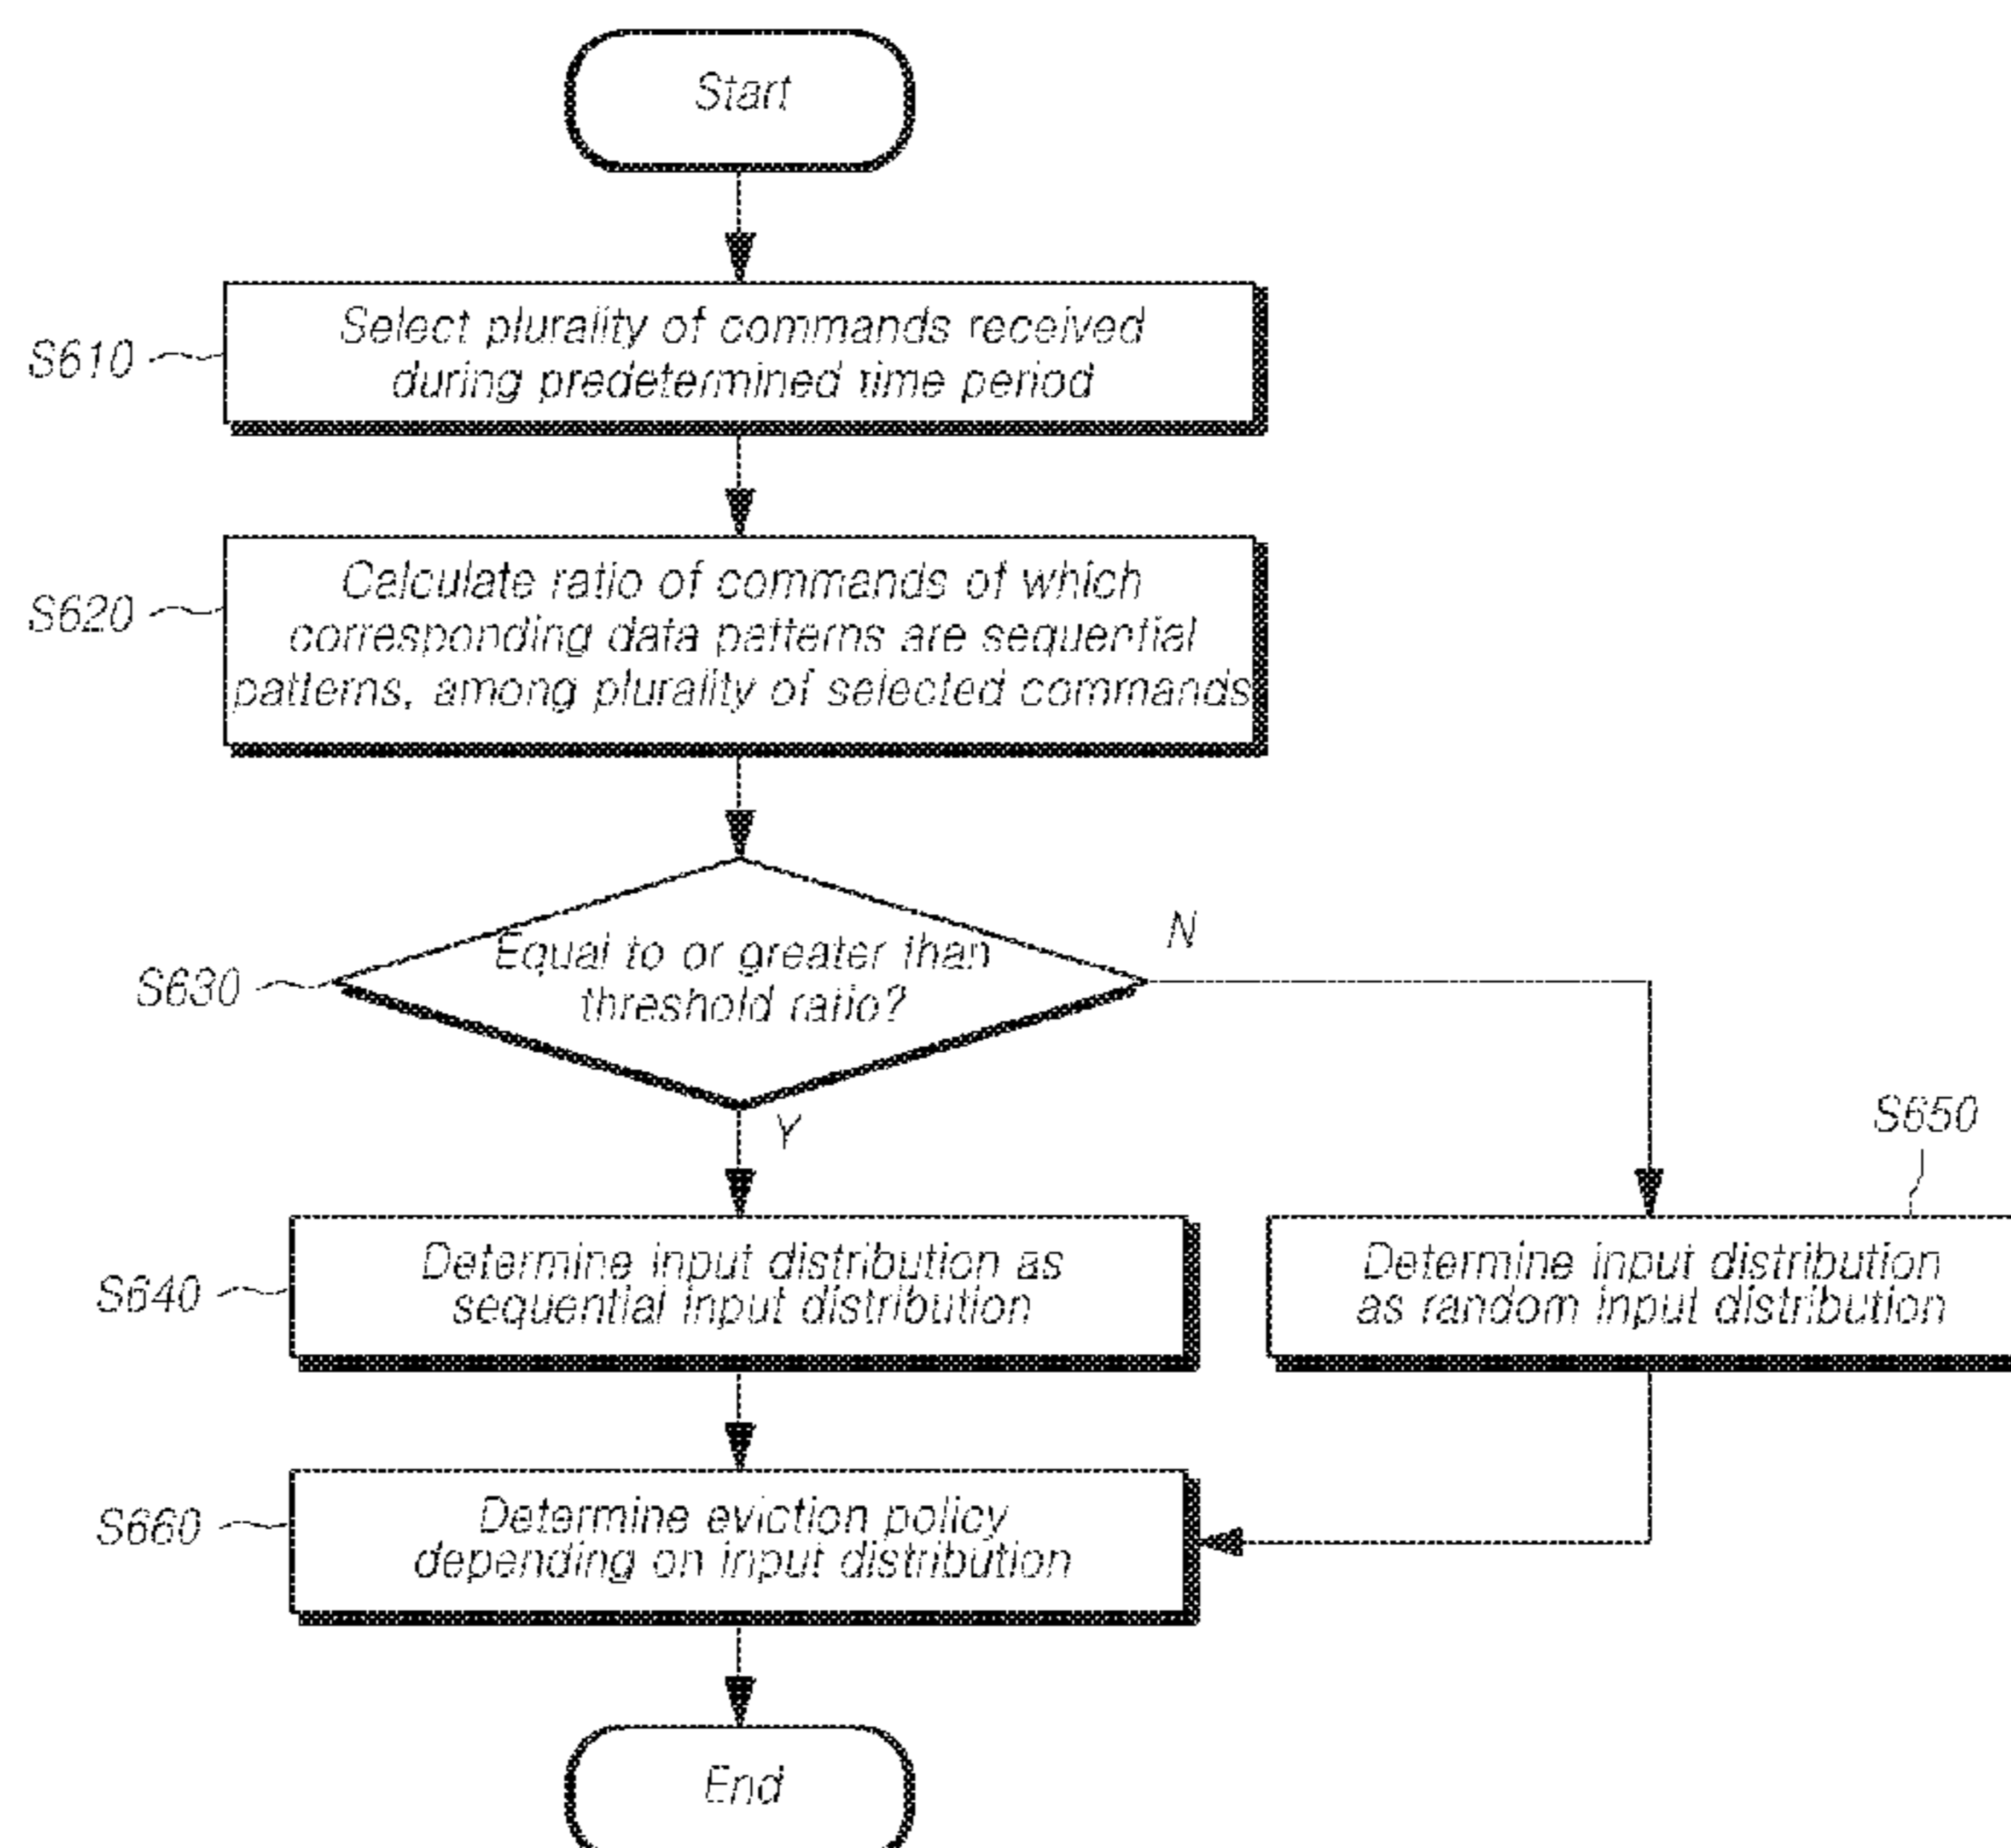 Start
S610
Select plurality of commands received
during predetermined time period
S620
Calculate ratio of commands of which
corresponding data patterns are sequential
patterns, among plurality of selected commands
S630
Equal to or greater than
threshold ratio?
N
Y
S650
S640
Determine input distribution as
sequential input distribution
Determine input distribution
as random input distribution
S660
Determine eviction policy
depending on input distribution
End